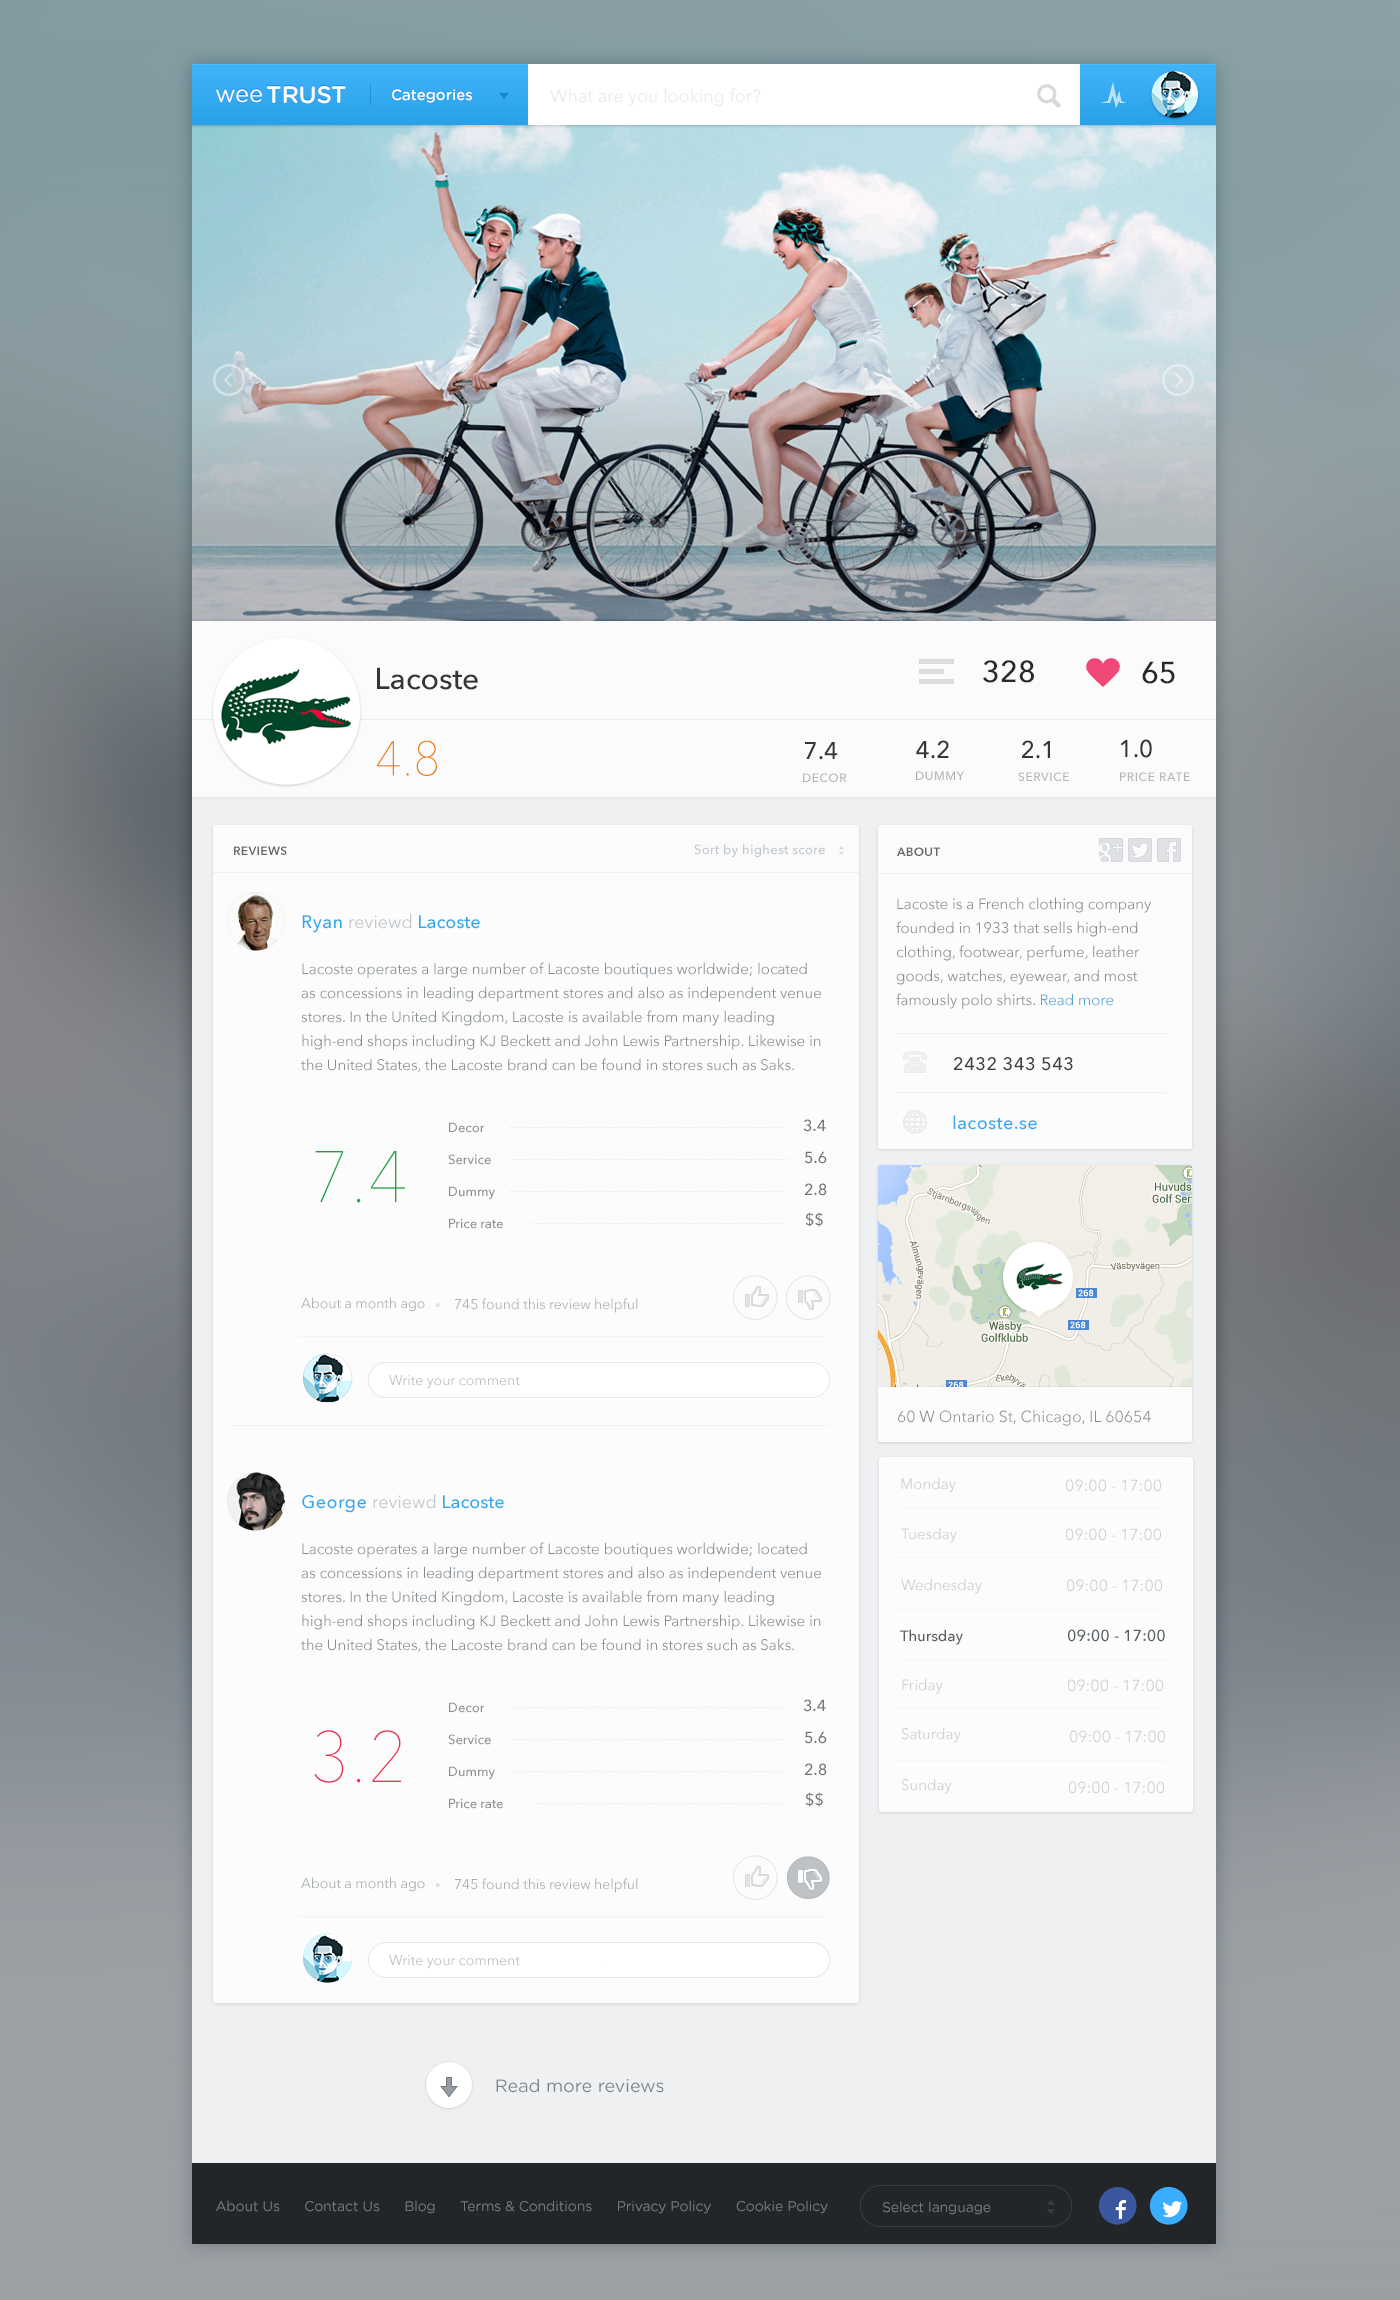 weeTRUST
Categories
What are you looking for?
Lacoste
328
65
4.8
7.4
DECOR
4.2
DUMMY
2.1
SERVICE
1.0
PRICE RATE
REVIEWS
Sort by highest score
Ryan reviewd Lacoste
Lacoste operates a large number of Lacoste boutiques worldwide; located
as concessions in leading department stores and also as independent venue
stores. In the United Kingdom, Lacoste is available from many leading
high-end shops including KJ Beckett and John Lewis Partnership. Likewise in
the United States, the Lacoste brand can be found in stores such as Saks.
7.4
Decor 3.4
Service 5.6
Dummy 2.8
Price rate $$
About a month ago • 745 found this review helpful
Write your comment
George reviewd Lacoste
Lacoste operates a large number of Lacoste boutiques worldwide; located
as concessions in leading department stores and also as independent venue
stores. In the United Kingdom, Lacoste is available from many leading
high-end shops including KJ Beckett and John Lewis Partnership. Likewise in
the United States, the Lacoste brand can be found in stores such as Saks.
3.2
Decor 3.4
Service 5.6
Dummy 2.8
Price rate $$
About a month ago • 745 found this review helpful
Write your comment
Read more reviews
ABOUT
Lacoste is a French clothing company
founded in 1933 that sells high-end
clothing, footwear, perfume, leather
goods, watches, eyewear, and most
famously polo shirts. Read more
2432 343 543
lacoste.se
Stjärnborgsvägen
Huvuds
Golf Ser
Almungevägen
Väsbyvägen
268
268
Wäsby
Golfklubb
268
60 W Ontario St, Chicago, IL 60654
Monday 09:00 - 17:00
Tuesday 09:00 - 17:00
Wednesday 09:00 - 17:00
Thursday 09:00 - 17:00
Friday 09:00 - 17:00
Saturday 09:00 - 17:00
Sunday 09:00 - 17:00
About Us
Contact Us
Blog
Terms & Conditions
Privacy Policy
Cookie Policy
Select language